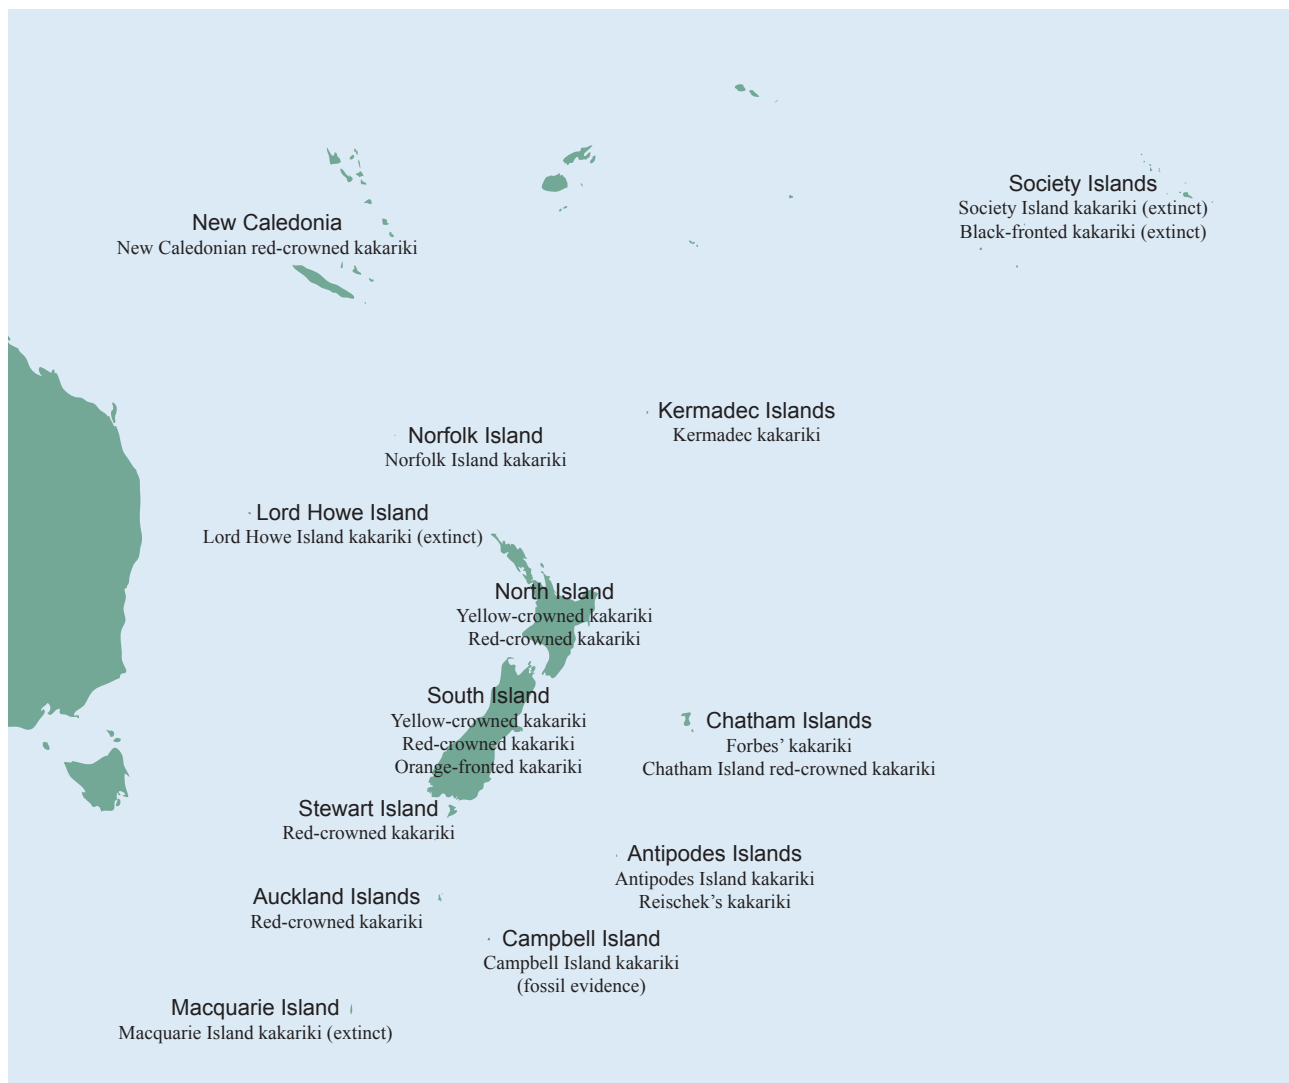 Society Islands
Society Island kakariki (extinct)
Black-fronted kakariki (extinct)
New Caledonia
New Caledonian red-crowned kakariki
Kermadec Islands
Kermadec kakariki
Norfolk Island
Norfolk Island kakariki
Lord Howe Island
Lord Howe Island kakariki (extinct)
North Island
Yellow-crowned kakariki
Red-crowned kakariki
South Island
Yellow-crowned kakariki
Red-crowned kakariki
Orange-fronted kakariki
Chatham Islands
Forbes’ kakariki
Chatham Island red-crowned kakariki
Stewart Island
Red-crowned kakariki
Antipodes Islands
Antipodes Island kakariki
Reischek’s kakariki
Auckland Islands
Red-crowned kakariki
Campbell Island
Campbell Island kakariki
(fossil evidence)
Macquarie Island
Macquarie Island kakariki (extinct)